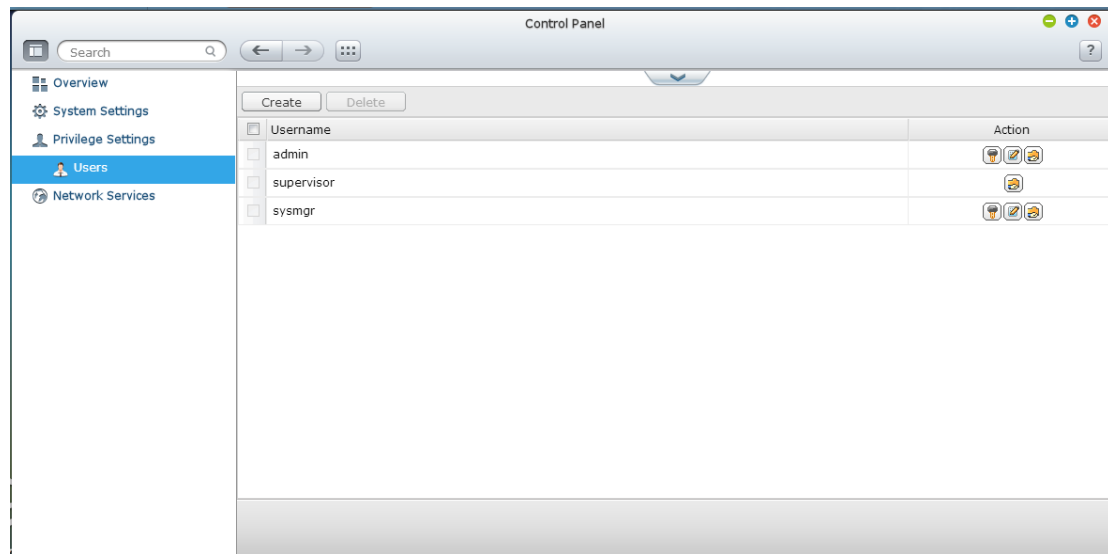 Control Panel
Search
?
Overview
System Settings
Privilege Settings
Users
Network Services
Create Delete
Username Action
admin
supervisor
sysmgr